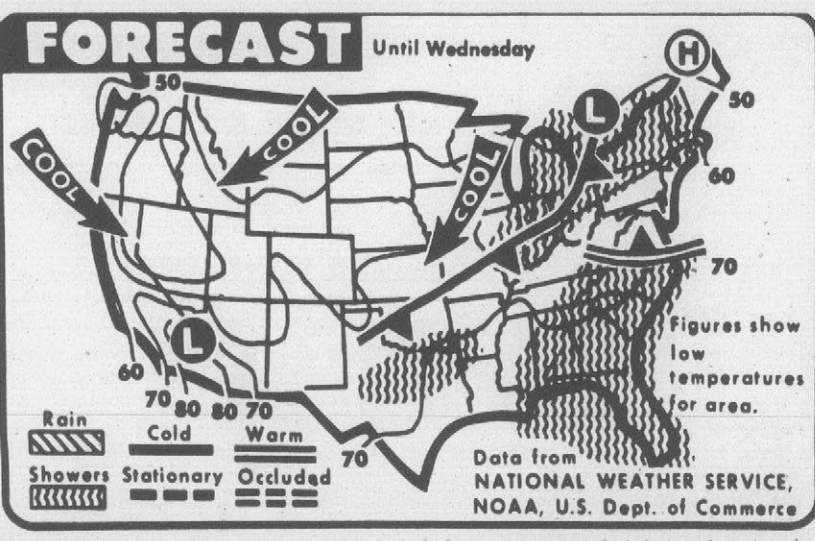 FORECAST Until Wednesday
H
50
L
50
COOL
COOL
COOL
60
70
L
Figures show
low
temperatures
for area.
60
70
80
80
70
70
Rain
Cold
Warm
Showers
Stationary
Occluded
Data from
NATIONAL WEATHER SERVICE,
NOAA, U.S. Dept. of Commerce